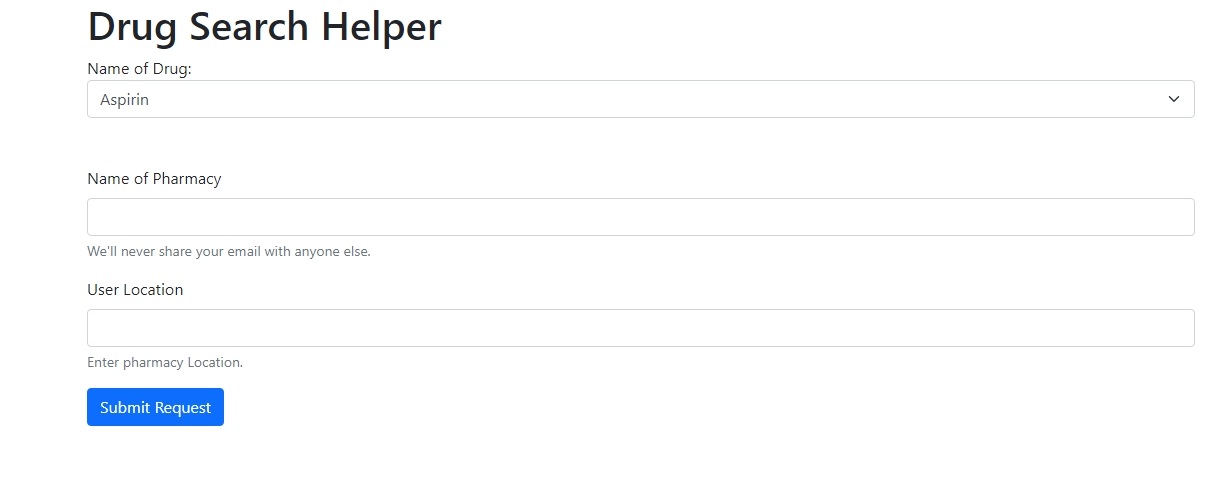 Drug Search Helper
Name of Drug:
Aspirin
Name of Pharmacy
We'll never share your email with anyone else.
User Location
Enter pharmacy Location.
Submit Request